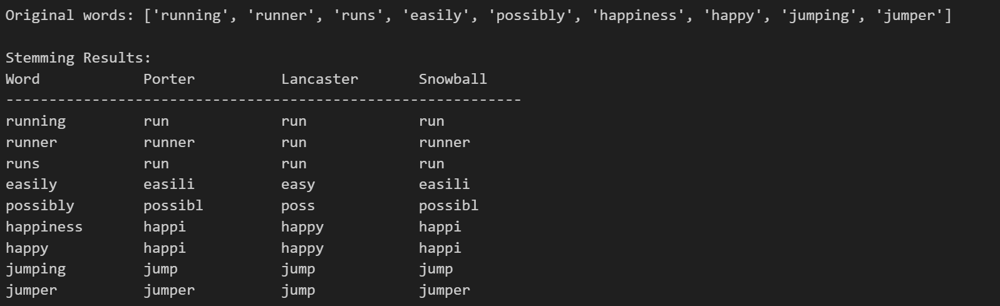 Original words: ['running', 'runner', 'runs', 'easily', 'possibly', 'happiness', 'happy', 'jumping', 'jumper']
Stemming Results:
Word            Porter          Lancaster       Snowball
------------------------------------------------------------
running         run             run             run
runner          runner          run             runner
runs            run             run             run
easily          easili          easy            easili
possibly        possibl         poss            possibl
happiness       happi           happy           happi
happy           happi           happy           happi
jumping         jump            jump            jump
jumper          jumper          jump            jumper